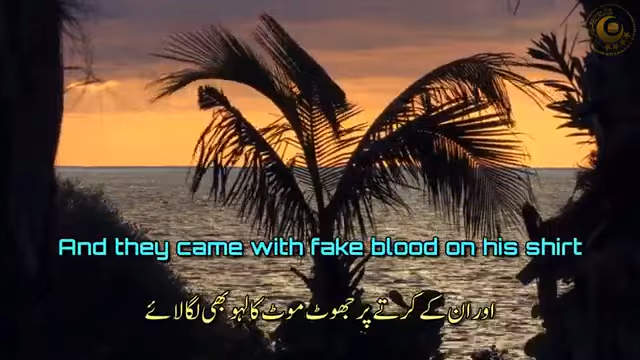 And they came with fake blood on his shirt
اور ان کے کرتے پر جھوٹ موٹ کا لہو بھی لگا لائے